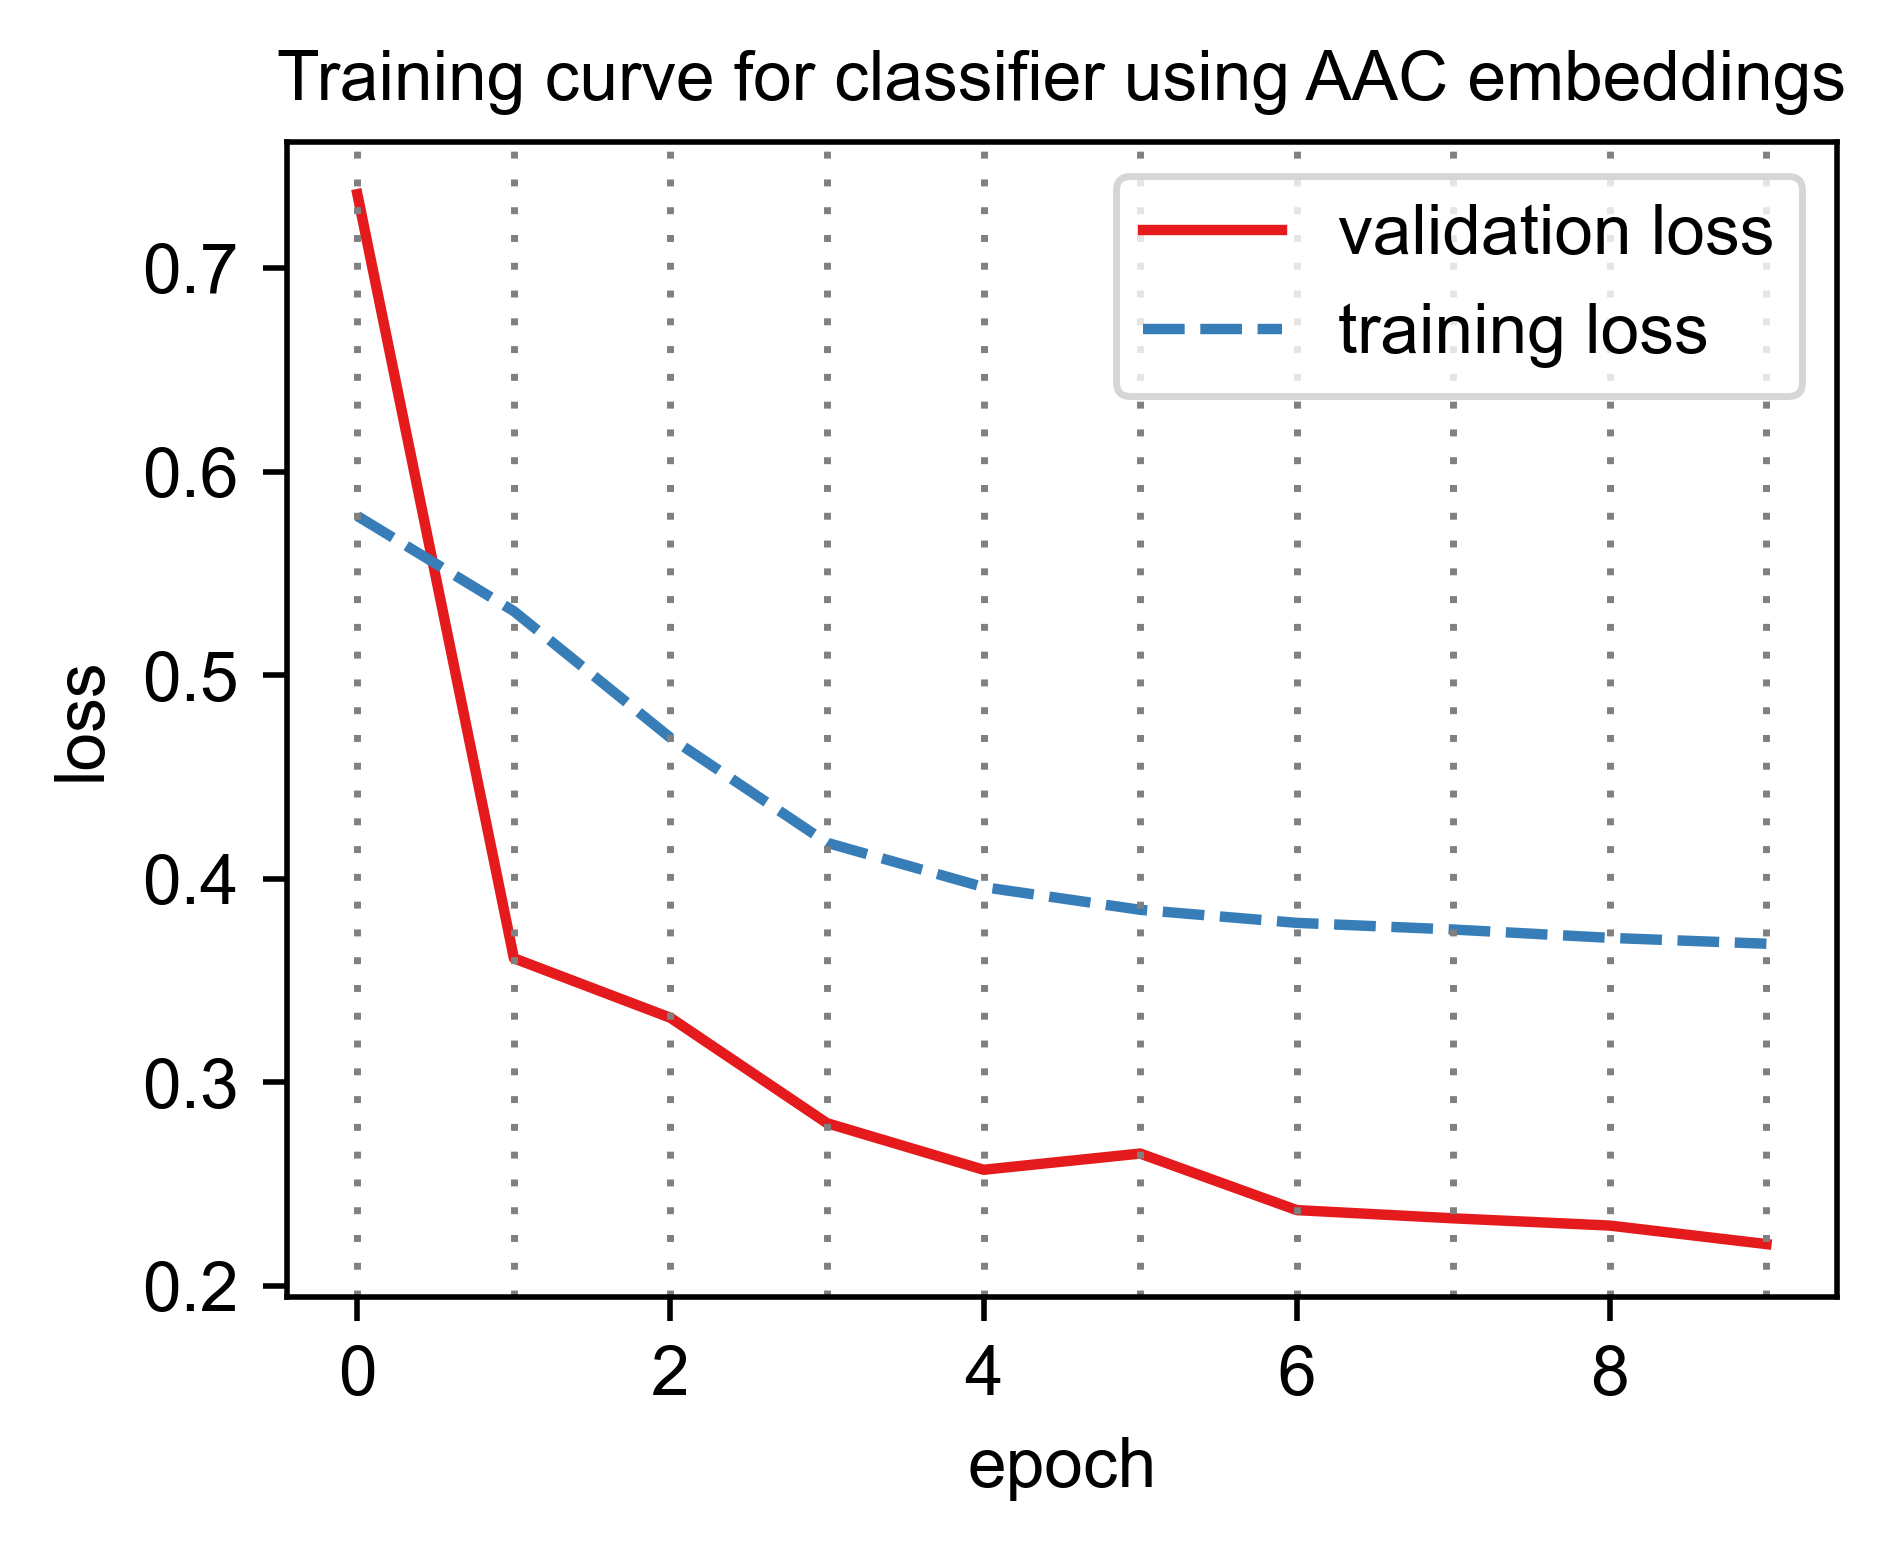 Training curve for classifier using AAC embeddings
validation loss
training loss
0.7
0.6
0.5
0.4
0.3
0.2
loss
0 2 4 6 8
epoch